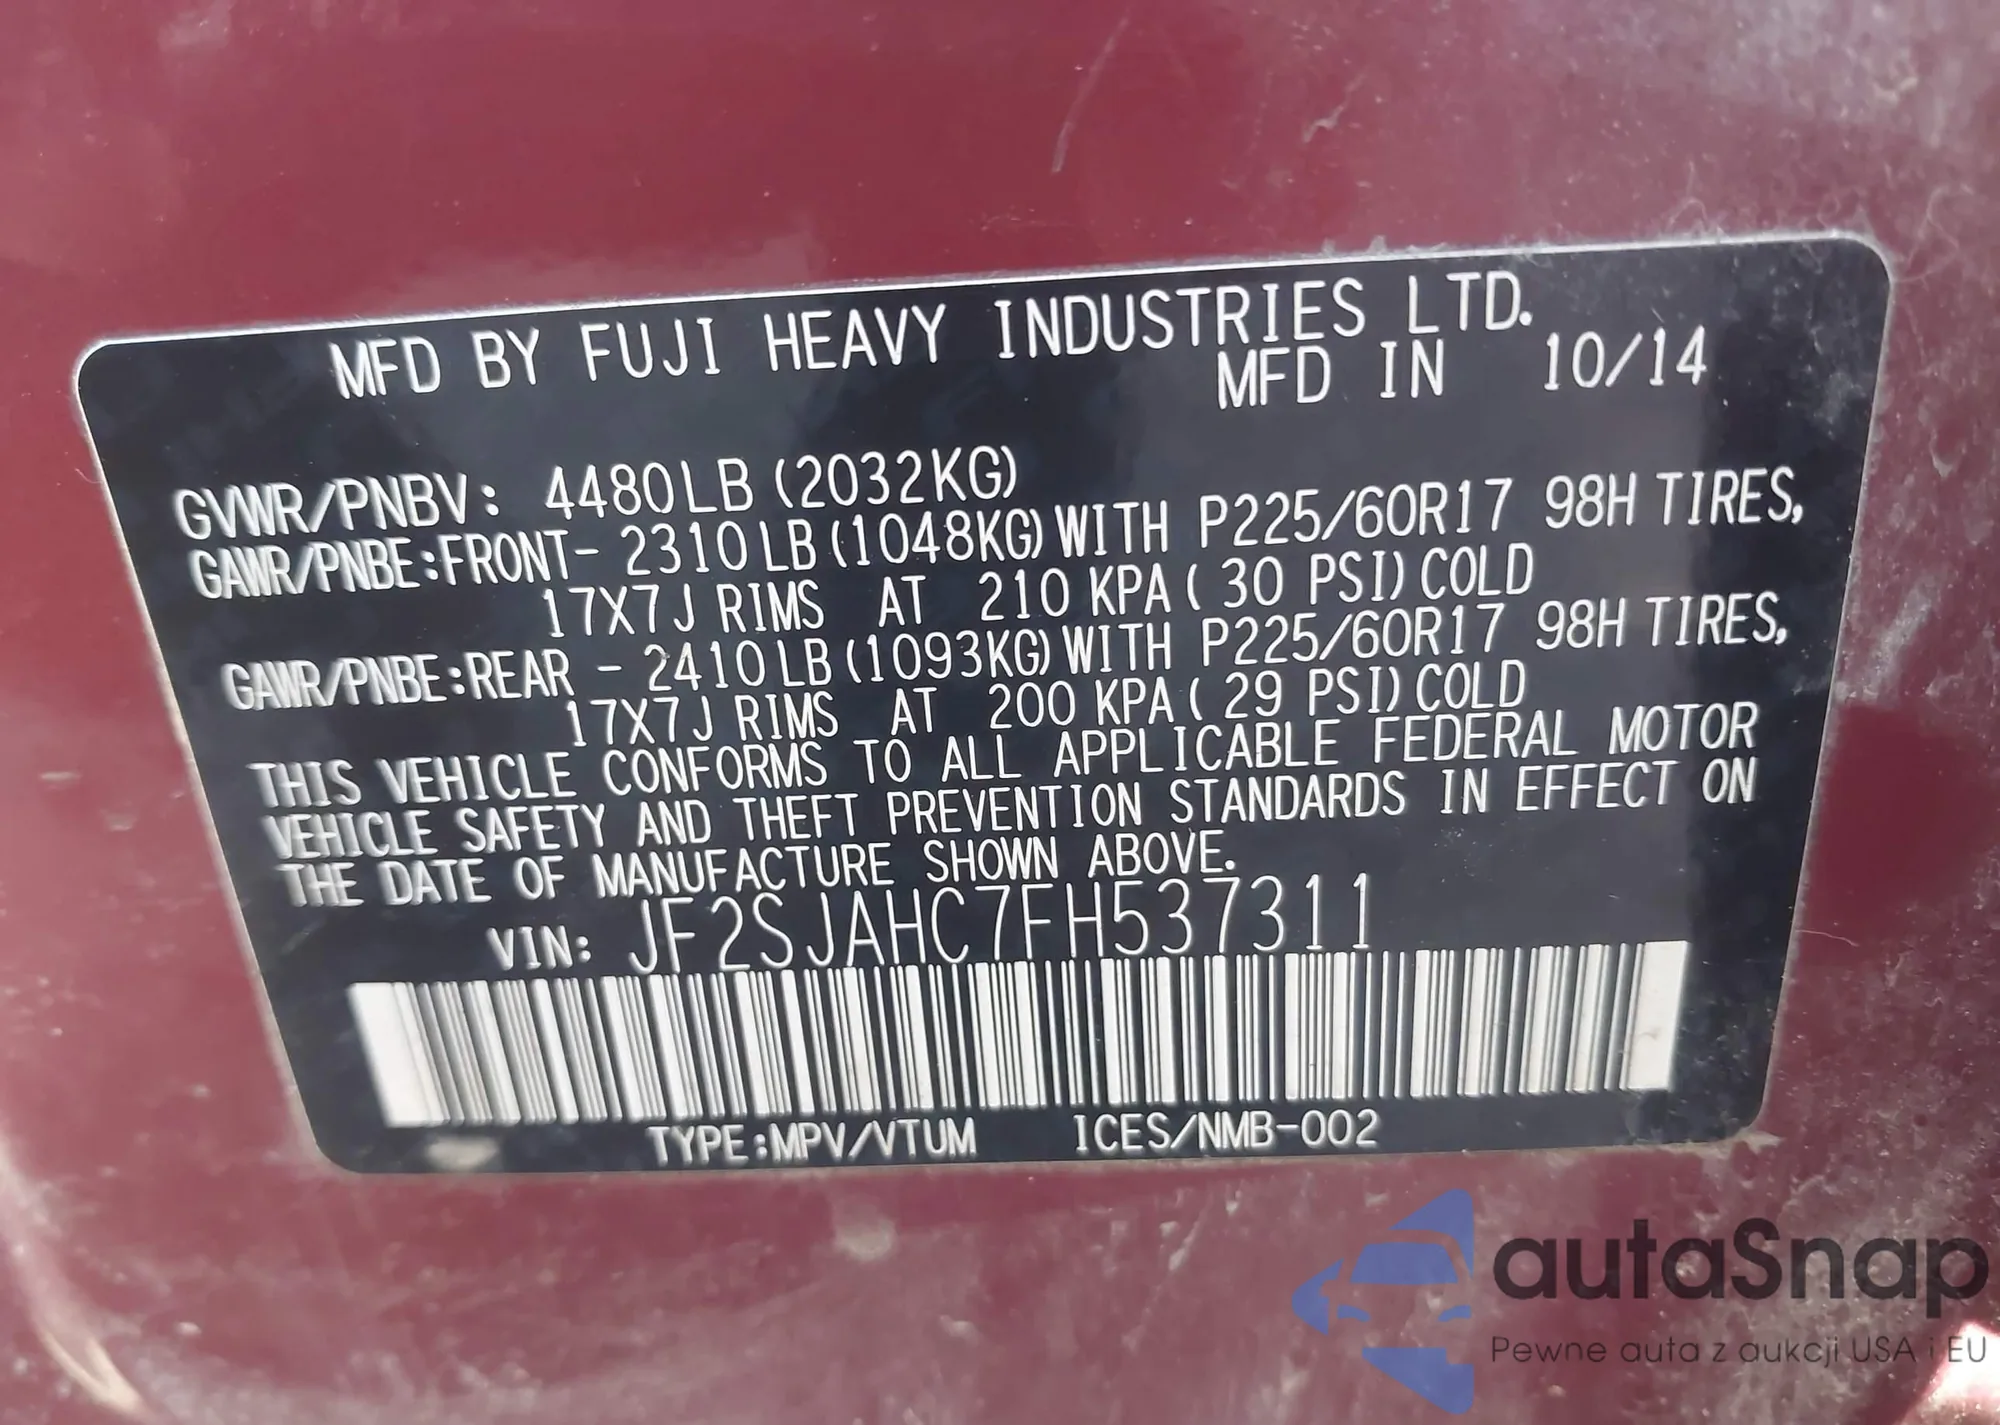 MFD BY FUJI HEAVY INDUSTRIES LTD.
MFD IN 10/14
GVWR/PNBV: 4480LB (2032KG)
GAWR/PNBE:FRONT- 2310LB (1048KG) WITH P225/60R17 98H TIRES,
17X7J RIMS AT 210 KPA ( 30 PSI) COLD
GAWR/PNBE:REAR - 2410LB (1093KG) WITH P225/60R17 98H TIRES,
17X7J RIMS AT 200 KPA ( 29 PSI) COLD
THIS VEHICLE CONFORMS TO ALL APPLICABLE FEDERAL MOTOR
VEHICLE SAFETY AND THEFT PREVENTION STANDARDS IN EFFECT ON
THE DATE OF MANUFACTURE SHOWN ABOVE.
VIN: JF2SJAHC7FH537311
TYPE:MPV/VTUM ICES/NMB-002
autaSnap
Pewne auta z aukcji USA i EU